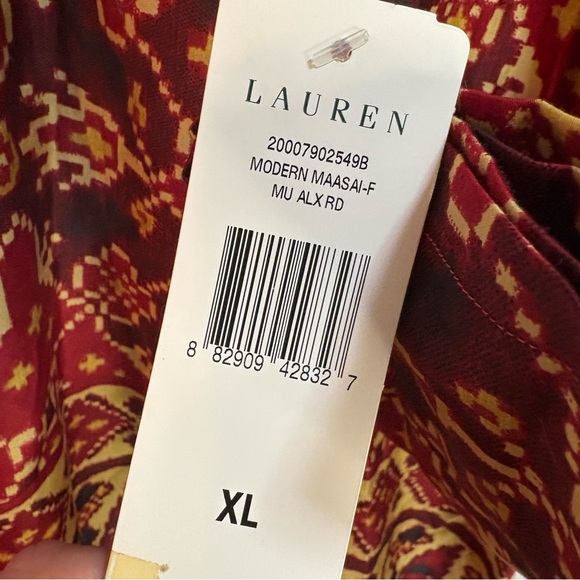 LAUREN
20007902549B
MODERN MAASAI-F
MU ALX RD
8 82909 42832 7
XL